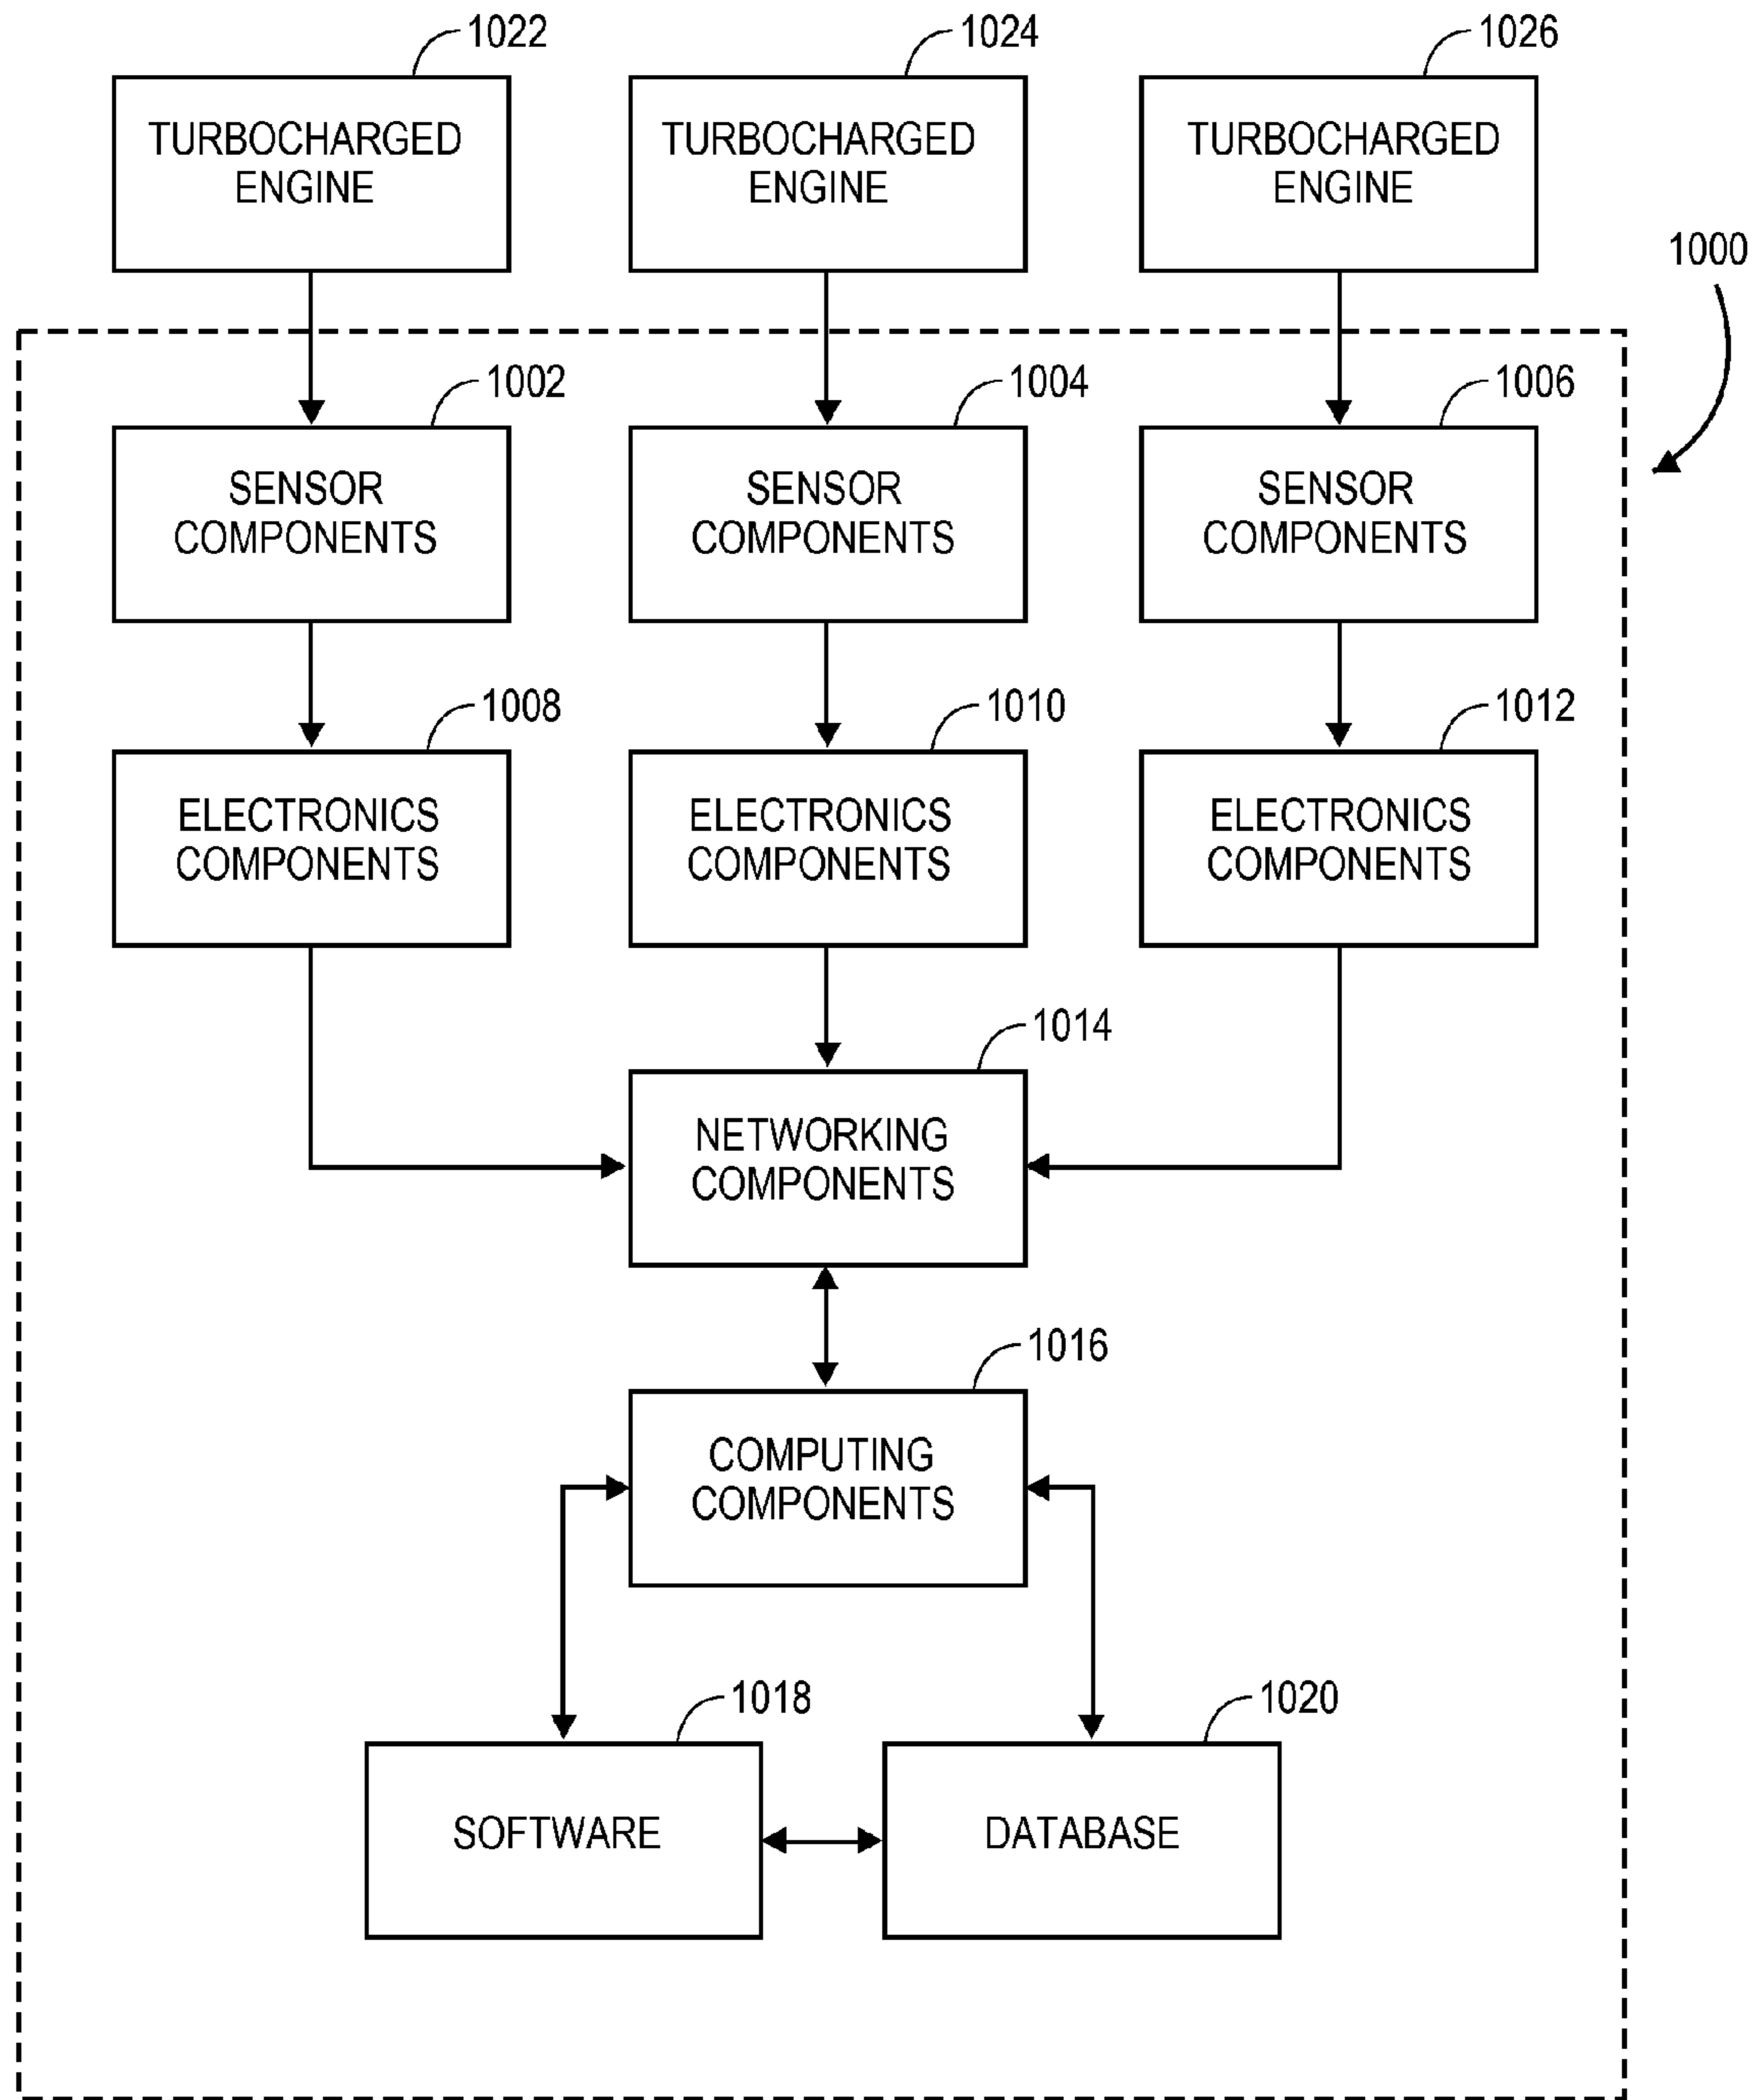 1022
1024
1026
TURBOCHARGED
ENGINE
TURBOCHARGED
ENGINE
TURBOCHARGED
ENGINE
1000
1002
1004
1006
SENSOR
COMPONENTS
SENSOR
COMPONENTS
SENSOR
COMPONENTS
1008
1010
1012
ELECTRONICS
COMPONENTS
ELECTRONICS
COMPONENTS
ELECTRONICS
COMPONENTS
1014
NETWORKING
COMPONENTS
1016
COMPUTING
COMPONENTS
1018
1020
SOFTWARE
DATABASE